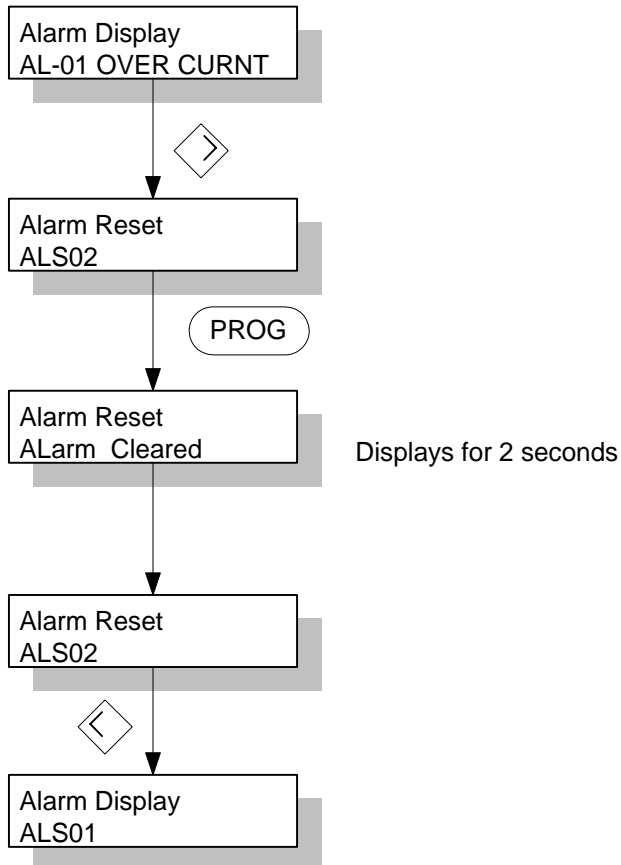 Alarm Display
AL-01 OVER CURNT
Alarm Reset
ALS02
PROG
Alarm Reset
ALarm  Cleared
Displays for 2 seconds
Alarm Reset
ALS02
Alarm Display
ALS01